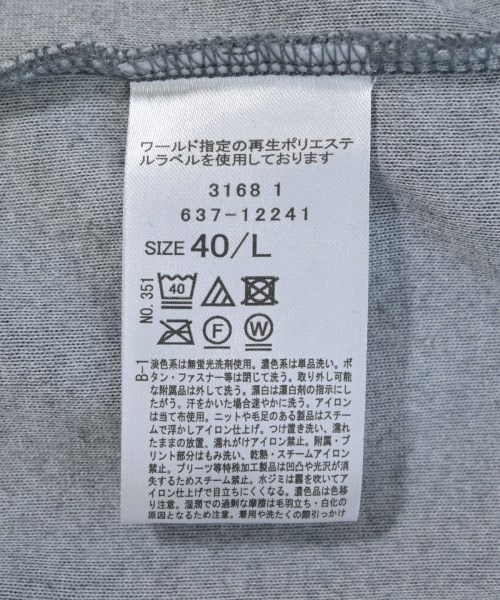 ワールド指定の再生ポリエステ
ルラベルを使用しております
3168 1
637-12241
SIZE 40/L
NO. 351
40
F
W
B-1
淡色系は無蛍光洗剤使用。濃色系は単品洗い。ボ
タン・ファスナー等は閉じて洗う。取り外し可能
な附属品は外して洗う。漂白は漂白剤の指示にし
たがう。汗をかいた場合速やかに洗う。アイロン
は当て布使用。ニットや毛足のある製品はスチー
ムで浮かしアイロン仕上げ。つけ置き洗い、濡れ
たままの放置、濡れがけアイロン禁止。附属・プ
リント部分はもみ洗い、乾熱・スチームアイロン
禁止。プリーツ等特殊加工製品は凹凸や光沢が消
失するためスチーム禁止。水ジミは霧を吹いてア
イロン仕上げで目立ちにくくなる。濃色品は色移
り注意。湿潤での過剰な摩擦は毛羽立ち・白化の
原因となるため注意。着用や洗たくの際引っかけ